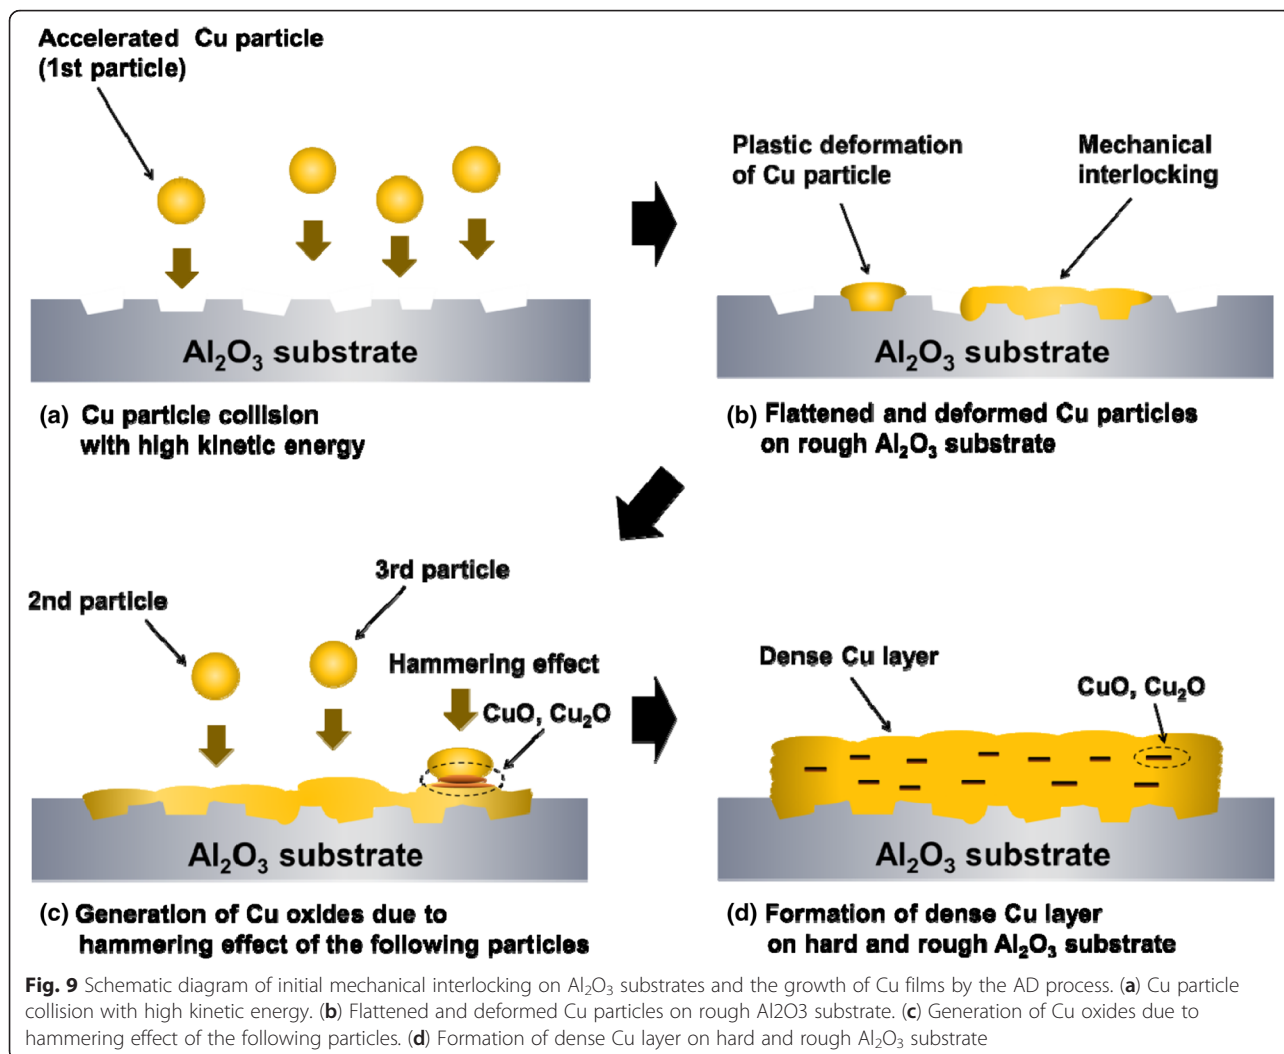 Accelerated Cu particle
(1st particle)
Al₂O₃ substrate
(a) Cu particle collision
with high kinetic energy
Plastic deformation
of Cu particle
Mechanical
interlocking
Al₂O₃ substrate
(b) Flattened and deformed Cu particles
on rough Al₂O₃ substrate
2nd particle
3rd particle
Hammering effect
CuO, Cu₂O
Al₂O₃ substrate
(c) Generation of Cu oxides due to
hammering effect of the following particles
Dense Cu layer
CuO, Cu₂O
Al₂O₃ substrate
(d) Formation of dense Cu layer
on hard and rough Al₂O₃ substrate
Fig. 9 Schematic diagram of initial mechanical interlocking on Al₂O₃ substrates and the growth of Cu films by the AD process. (a) Cu particle
collision with high kinetic energy. (b) Flattened and deformed Cu particles on rough Al2O3 substrate. (c) Generation of Cu oxides due to
hammering effect of the following particles. (d) Formation of dense Cu layer on hard and rough Al₂O₃ substrate